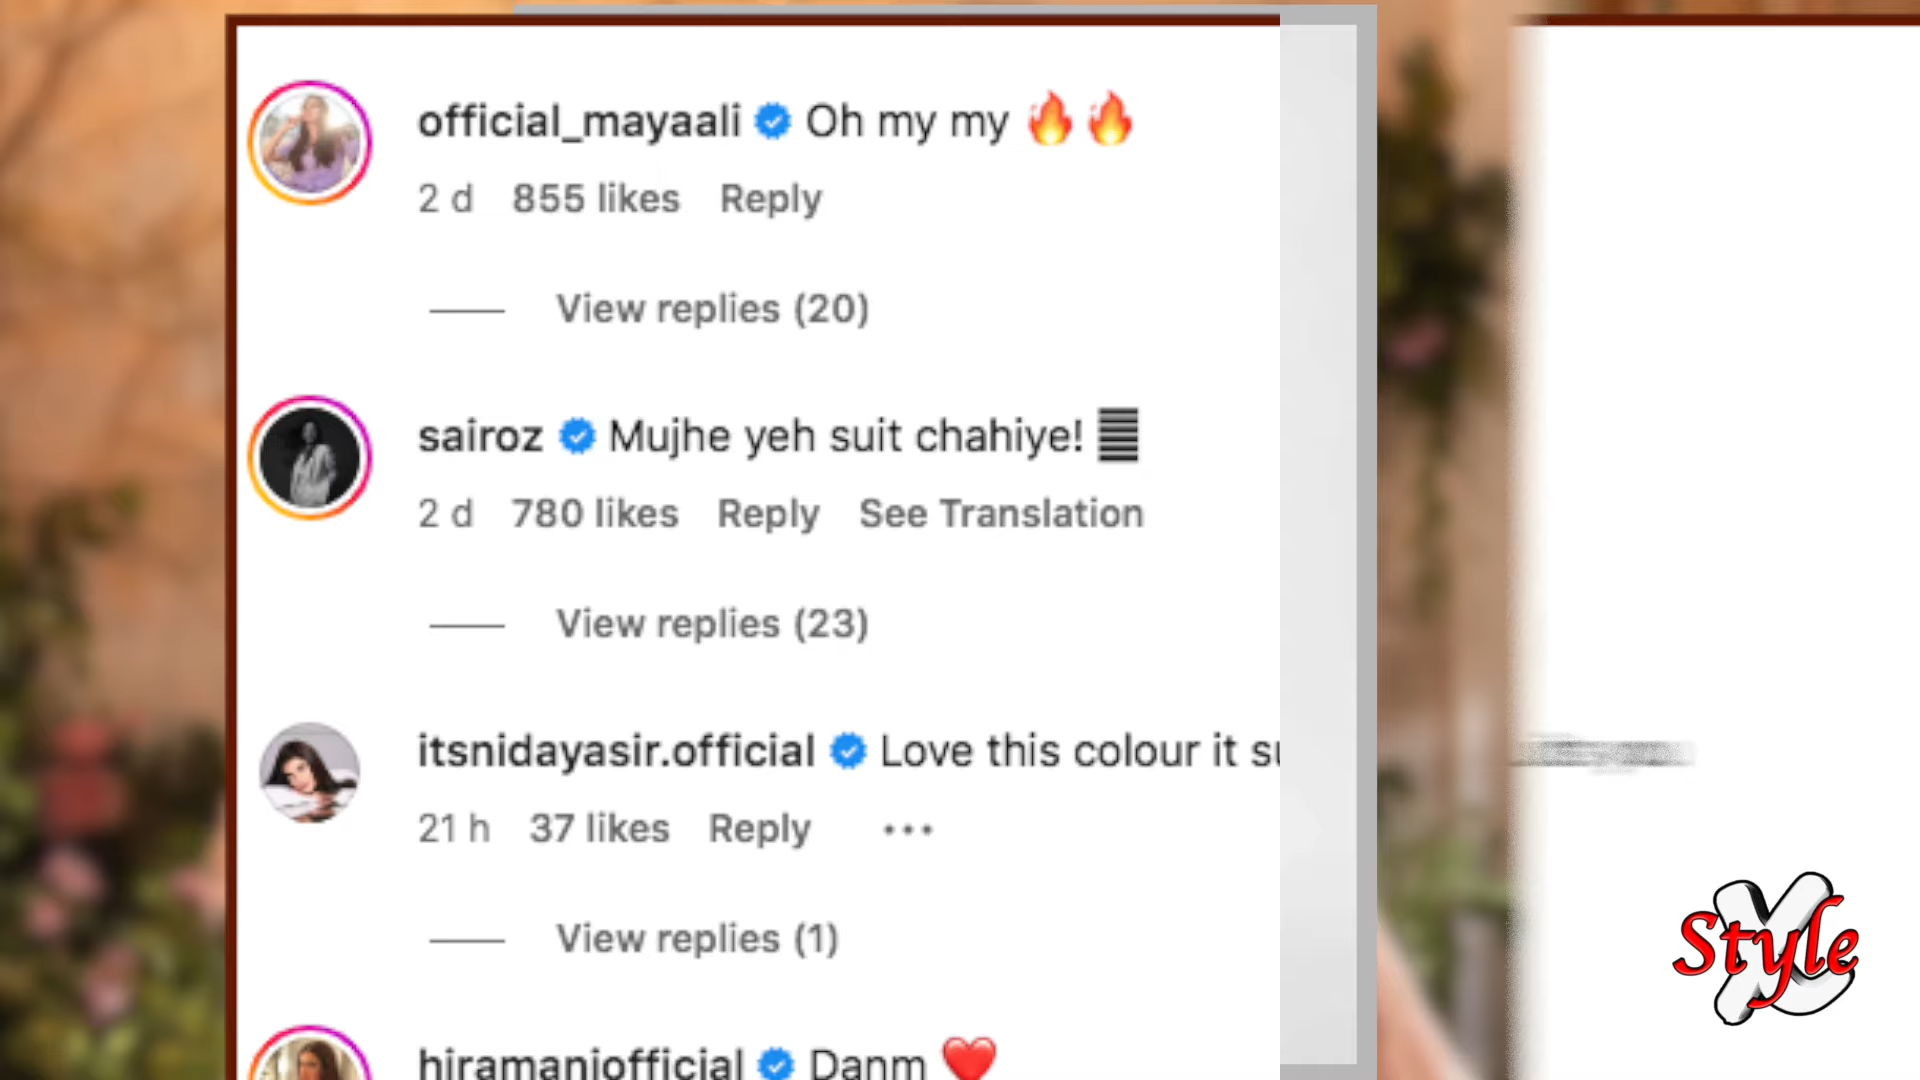 official_mayaali Oh my my 🔥🔥
2 d 855 likes Reply
View replies (20)
sairoz Mujhe yeh suit chahiye!
2 d 780 likes Reply See Translation
View replies (23)
itsnidayasir.official Love this colour it
21 h 37 likes Reply ...
View replies (1)
hiramaniofficial Danm ❤️
Style
X